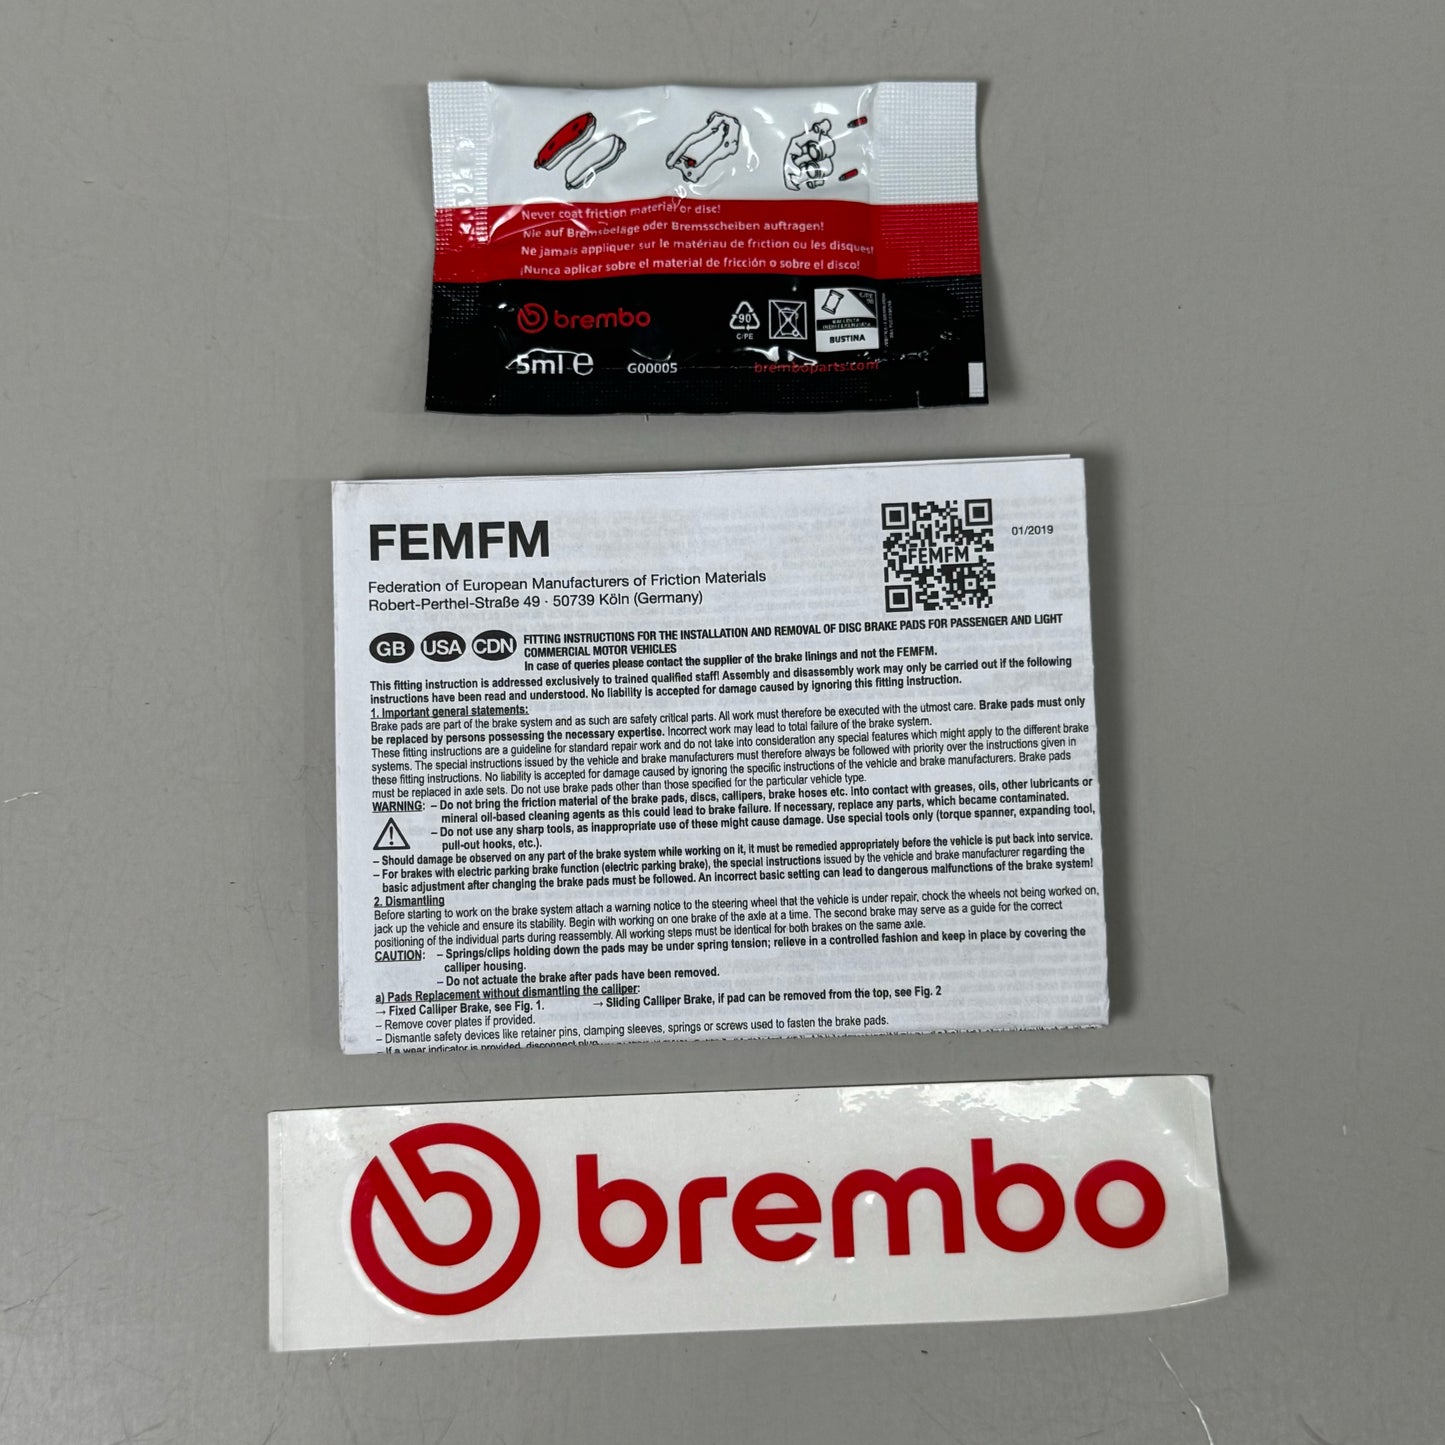 Never coat friction material or disc!
Nie auf Bremsbeläge oder Bremsscheiben auftragen!
Ne jamais appliquer sur le matériau de friction ou les disques!
¡Nunca aplicar sobre el material de fricción o sobre el disco!
brembo
90
C/PE
C/PE
90
BUSTINA
5ml e
G00005
bremboparts.com
FEMFM
FEMFM
01/2019
Federation of European Manufacturers of Friction Materials
Robert-Perthel-Straße 49 · 50739 Köln (Germany)
GB USA CDN
FITTING INSTRUCTIONS FOR THE INSTALLATION AND REMOVAL OF DISC BRAKE PADS FOR PASSENGER AND LIGHT
COMMERCIAL MOTOR VEHICLES
In case of queries please contact the supplier of the brake linings and not the FEMFM.
This fitting instruction is addressed exclusively to trained qualified staff! Assembly and disassembly work may only be carried out if the following
instructions have been read and understood. No liability is accepted for damage caused by ignoring this fitting instruction.
1. Important general statements:
Brake pads are part of the brake system and as such are safety critical parts. All work must therefore be executed with the utmost care. Brake pads must only
be replaced by persons possessing the necessary expertise. Incorrect work may lead to total failure of the brake system.
These fitting instructions are a guideline for standard repair work and do not take into consideration any special features which might apply to the different brake
systems. The special instructions issued by the vehicle and brake manufacturers must therefore always be followed with priority over the instructions given in
these fitting instructions. No liability is accepted for damage caused by ignoring the specific instructions of the vehicle and brake manufacturers. Brake pads
must be replaced in axle sets. Do not use brake pads other than those specified for the particular vehicle type.
WARNING: – Do not bring the friction material of the brake pads, discs, callipers, brake hoses etc. into contact with greases, oils, other lubricants or
mineral oil-based cleaning agents as this could lead to brake failure. If necessary, replace any parts, which became contaminated.
– Do not use any sharp tools, as inappropriate use of these might cause damage. Use special tools only (torque spanner, expanding tool,
pull-out hooks, etc.).
– Should damage be observed on any part of the brake system while working on it, it must be remedied appropriately before the vehicle is put back into service.
– For brakes with electric parking brake function (electric parking brake), the special instructions issued by the vehicle and brake manufacturer regarding the
basic adjustment after changing the brake pads must be followed. An incorrect basic setting can lead to dangerous malfunctions of the brake system!
2. Dismantling
Before starting to work on the brake system attach a warning notice to the steering wheel that the vehicle is under repair, chock the wheels not being worked on,
jack up the vehicle and ensure its stability. Begin with working on one brake of the axle at a time. The second brake may serve as a guide for the correct
positioning of the individual parts during reassembly. All working steps must be identical for both brakes on the same axle.
CAUTION: – Springs/clips holding down the pads may be under spring tension; relieve in a controlled fashion and keep in place by covering the
calliper housing.
– Do not actuate the brake after pads have been removed.
a) Pads Replacement without dismantling the calliper:
→ Fixed Calliper Brake, see Fig. 1. → Sliding Calliper Brake, if pad can be removed from the top, see Fig. 2
– Remove cover plates if provided.
– Dismantle safety devices like retainer pins, clamping sleeves, springs or screws used to fasten the brake pads.
– If a wear indicator is provided, disconnect plug
brembo